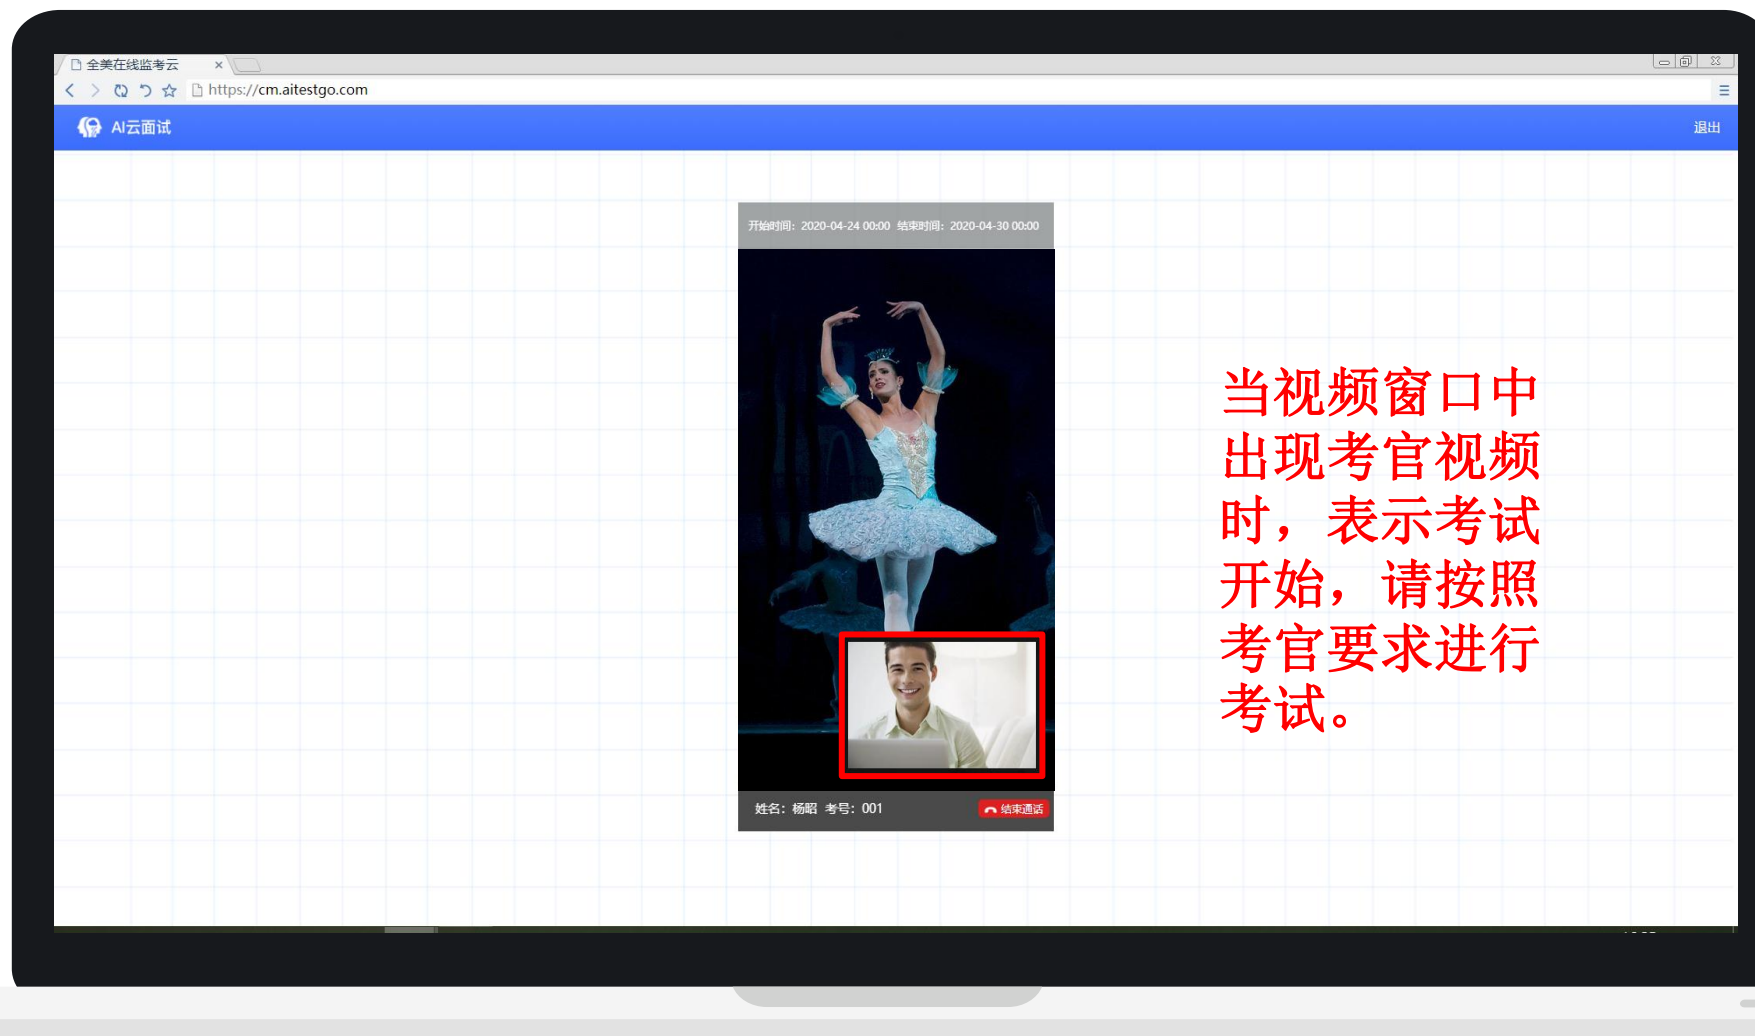 全美在线监考云
https://cm.aitestgo.com
AI云面试
退出
开始时间：2020-04-24 00:00 结束时间：2020-04-30 00:00
当视频窗口中
出现考官视频
时，表示考试
开始，请按照
考官要求进行
考试。
姓名：杨昭 考号：001
结束通话